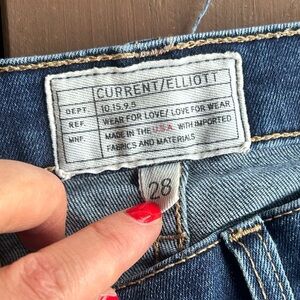 CURRENT/ELLIOTT
DEPT. 10.15.9.5
REF. WEAR FOR LOVE/ LOVE FOR WEAR
MNF. MADE IN THE U.S.A. WITH IMPORTED
FABRICS AND MATERIALS
28